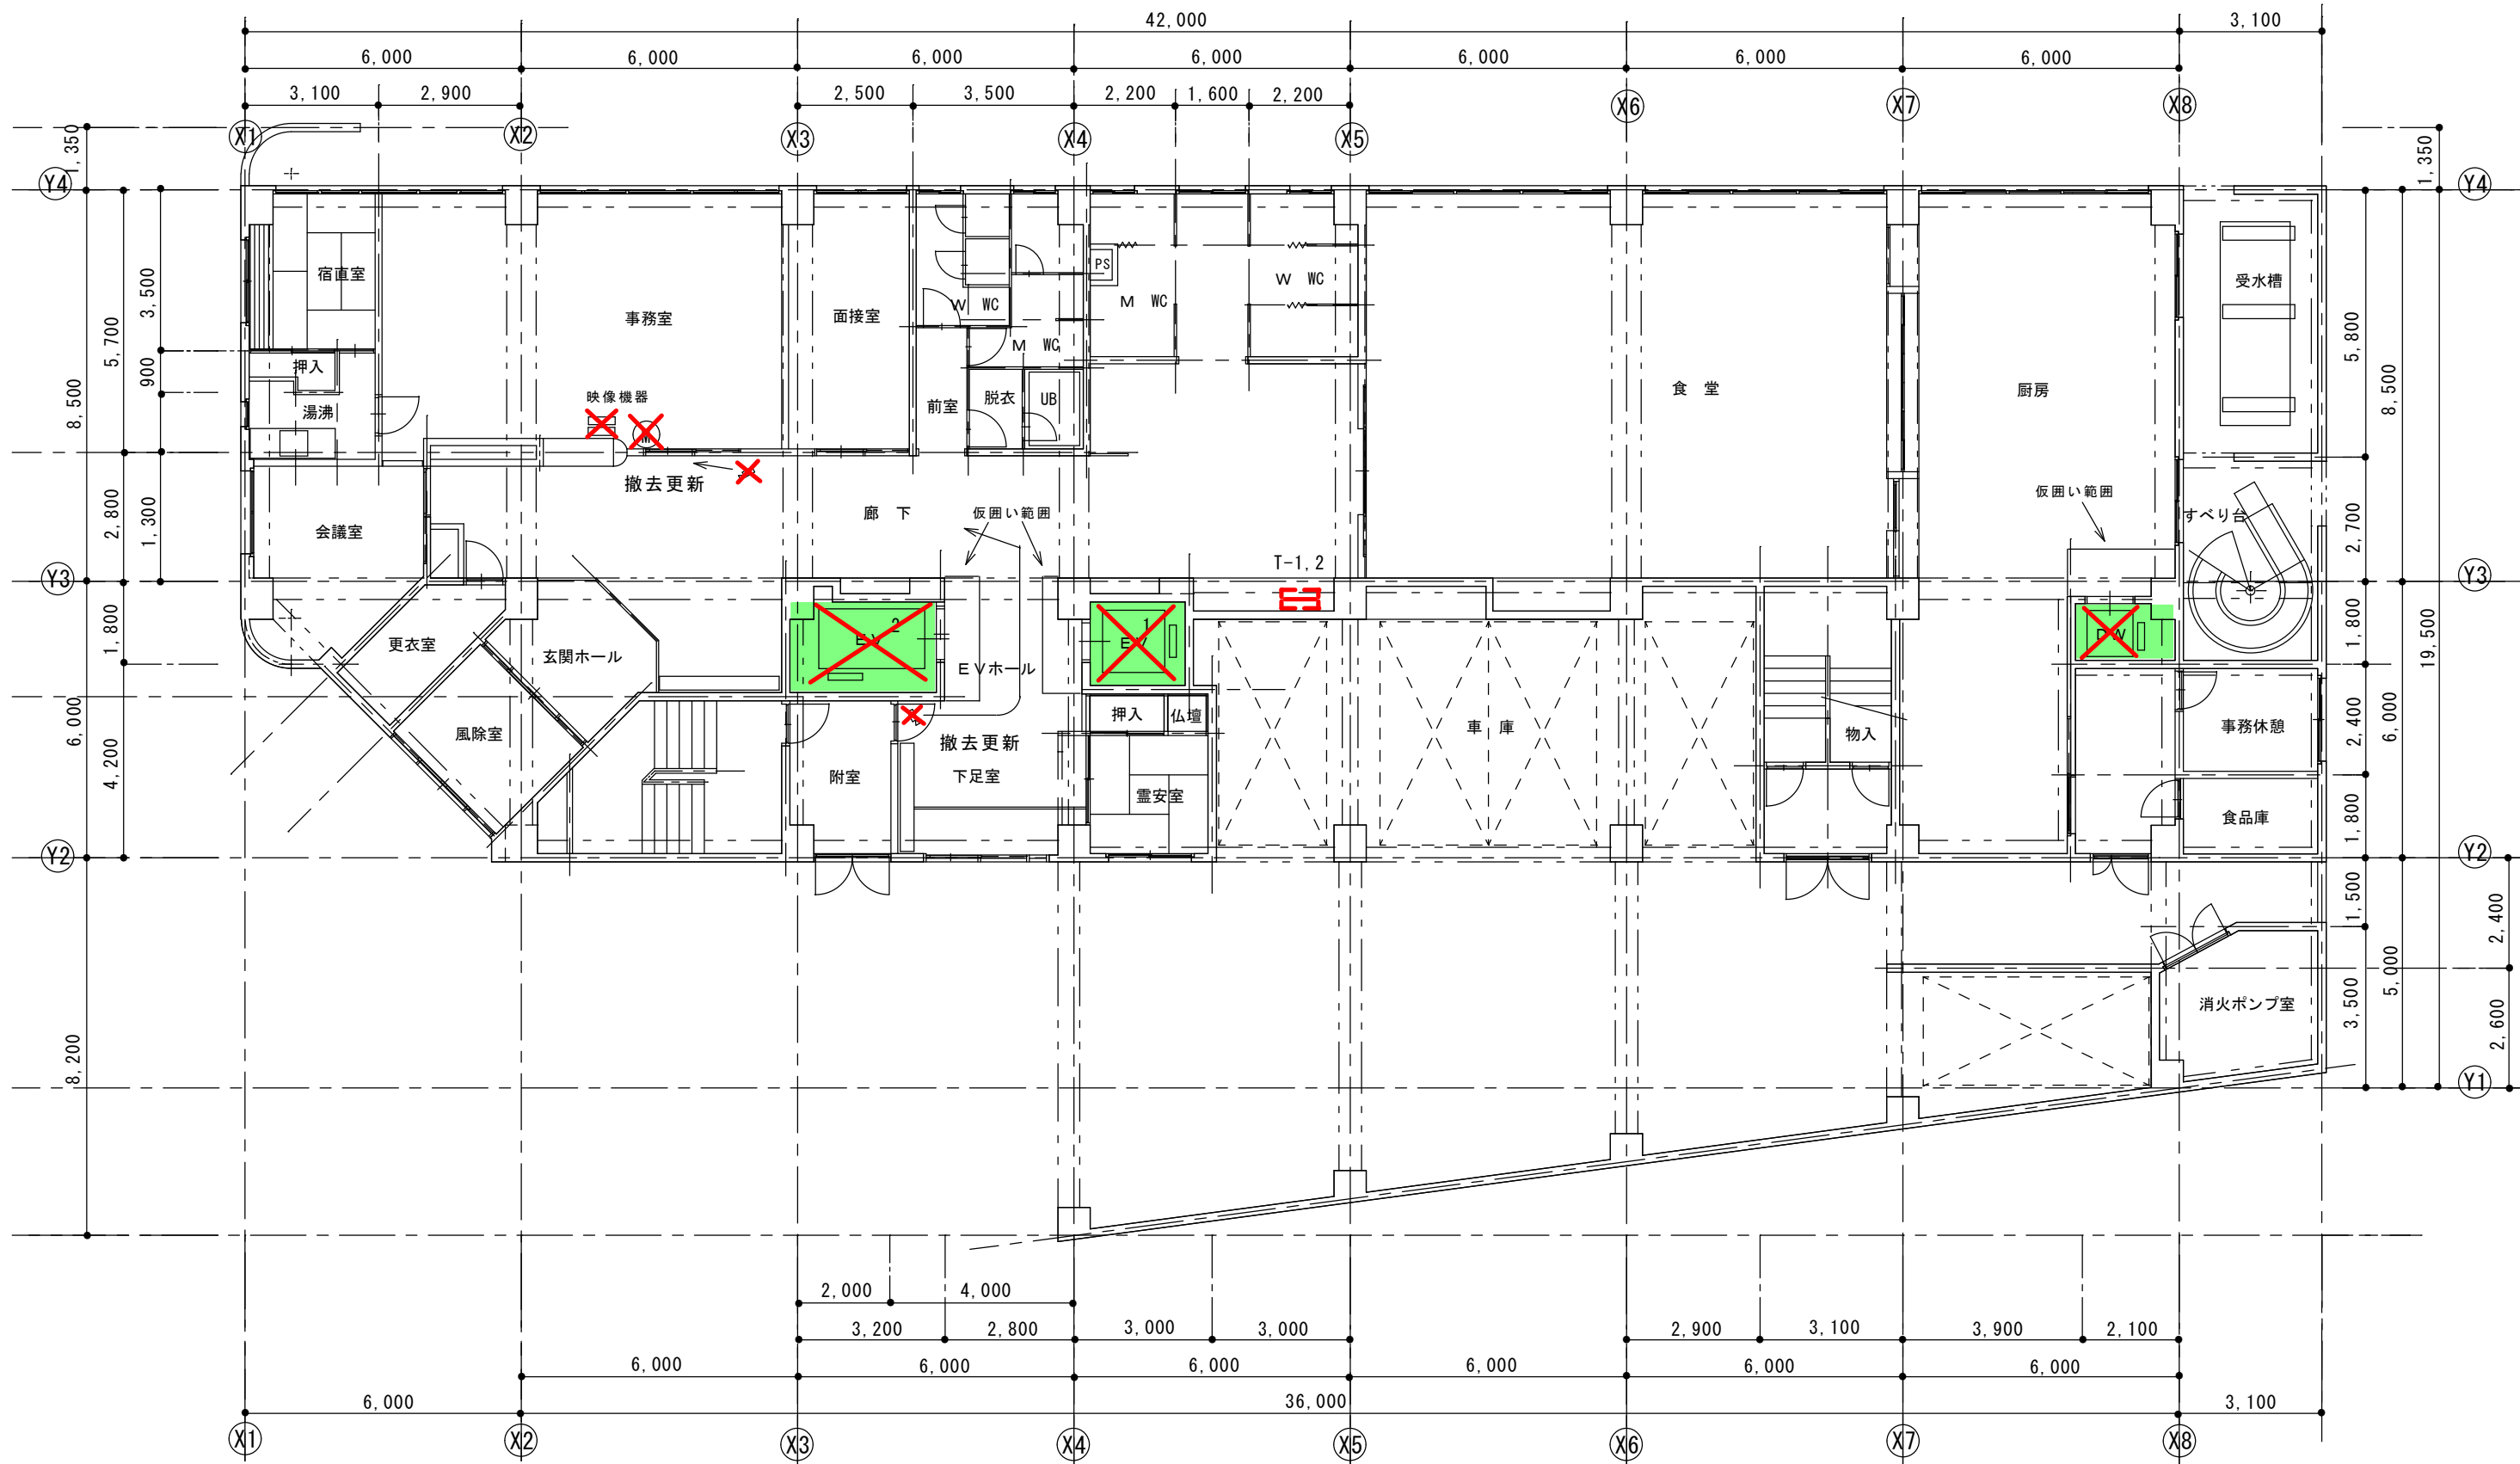 42,000
3,100
6,000
6,000
6,000
6,000
6,000
6,000
6,000
3,100
2,900
2,500
3,500
2,200
1,600
2,200
X1
X2
X3
X4
X5
X6
X7
X8
1,350
1,350
Y4
Y4
宿直室
事務室
面接室
W WC
M WC
PS
M WC
W WC
受水槽
3,500
5,700
900
8,500
押入
湯沸
映像機器
M
前室
脱衣
UB
食 堂
厨房
5,800
8,500
撤去更新
廊 下
仮囲い範囲
仮囲い範囲
すべり台
会議室
2,800
1,300
2,700
T-1,2
Y3
Y3
1,800
更衣室
玄関ホール
EV 2
EVホール
EV 1
DW
1,800
19,500
6,000
4,200
風除室
撤去更新
附室
下足室
押入
仏壇
霊安室
車 庫
物入
事務休憩
食品庫
2,400
6,000
1,800
Y2
Y2
1,500
2,400
消火ポンプ室
3,500
5,000
2,600
8,200
Y1
2,000
4,000
3,200
2,800
3,000
3,000
2,900
3,100
3,900
2,100
6,000
6,000
6,000
6,000
6,000
6,000
6,000
36,000
3,100
X1
X2
X3
X4
X5
X6
X7
X8